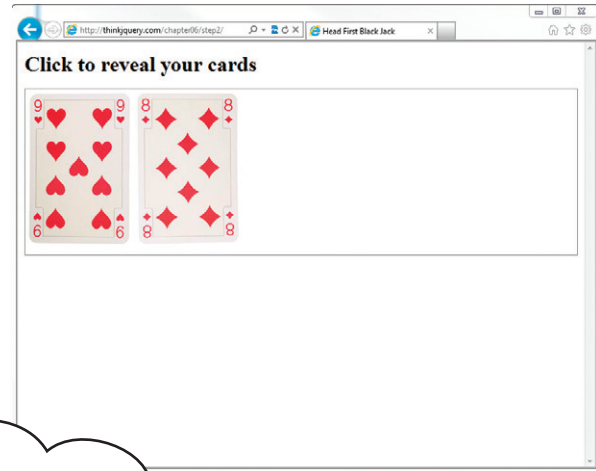 http://thinkjquery.com/chapter06/step2/
Head First Black Jack
Click to reveal your cards
9 9 8 8
6 6 8 8